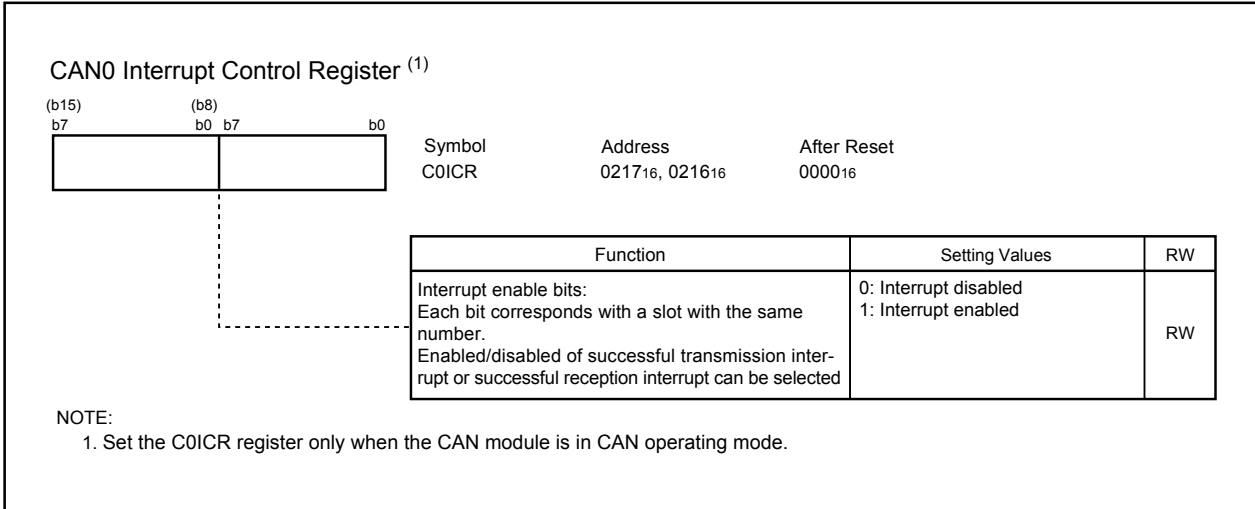 CAN0 Interrupt Control Register (1)
(b15) (b8)
b7 b0 b7 b0
Symbol Address After Reset
C0ICR 021716, 021616 000016
Function Setting Values RW
Interrupt enable bits: 0: Interrupt disabled
Each bit corresponds with a slot with the same 1: Interrupt enabled
number.
RW
Enabled/disabled of successful transmission inter-
rupt or successful reception interrupt can be selected
NOTE:
1. Set the C0ICR register only when the CAN module is in CAN operating mode.